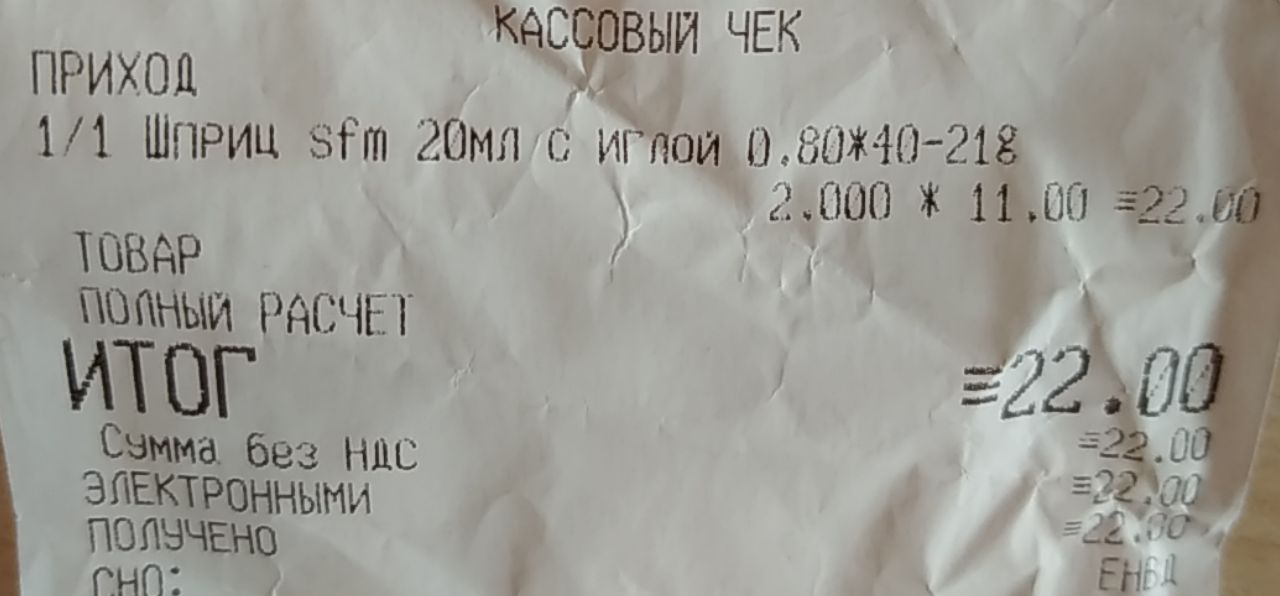 КАССОВЫЙ ЧЕК
ПРИХОД
1/1 Шприц sfm 20мл с иглой 0.80*40-21g
2.000 * 11.00 ≡22.00
ТОВАР
ПОЛНЫЙ РАСЧЕТ
ИТОГ ≡22.00
Сумма без НДС ≡22.00
ЭЛЕКТРОННЫМИ ≡22.00
ПОЛУЧЕНО ≡22.00
СНО: ЕНВД